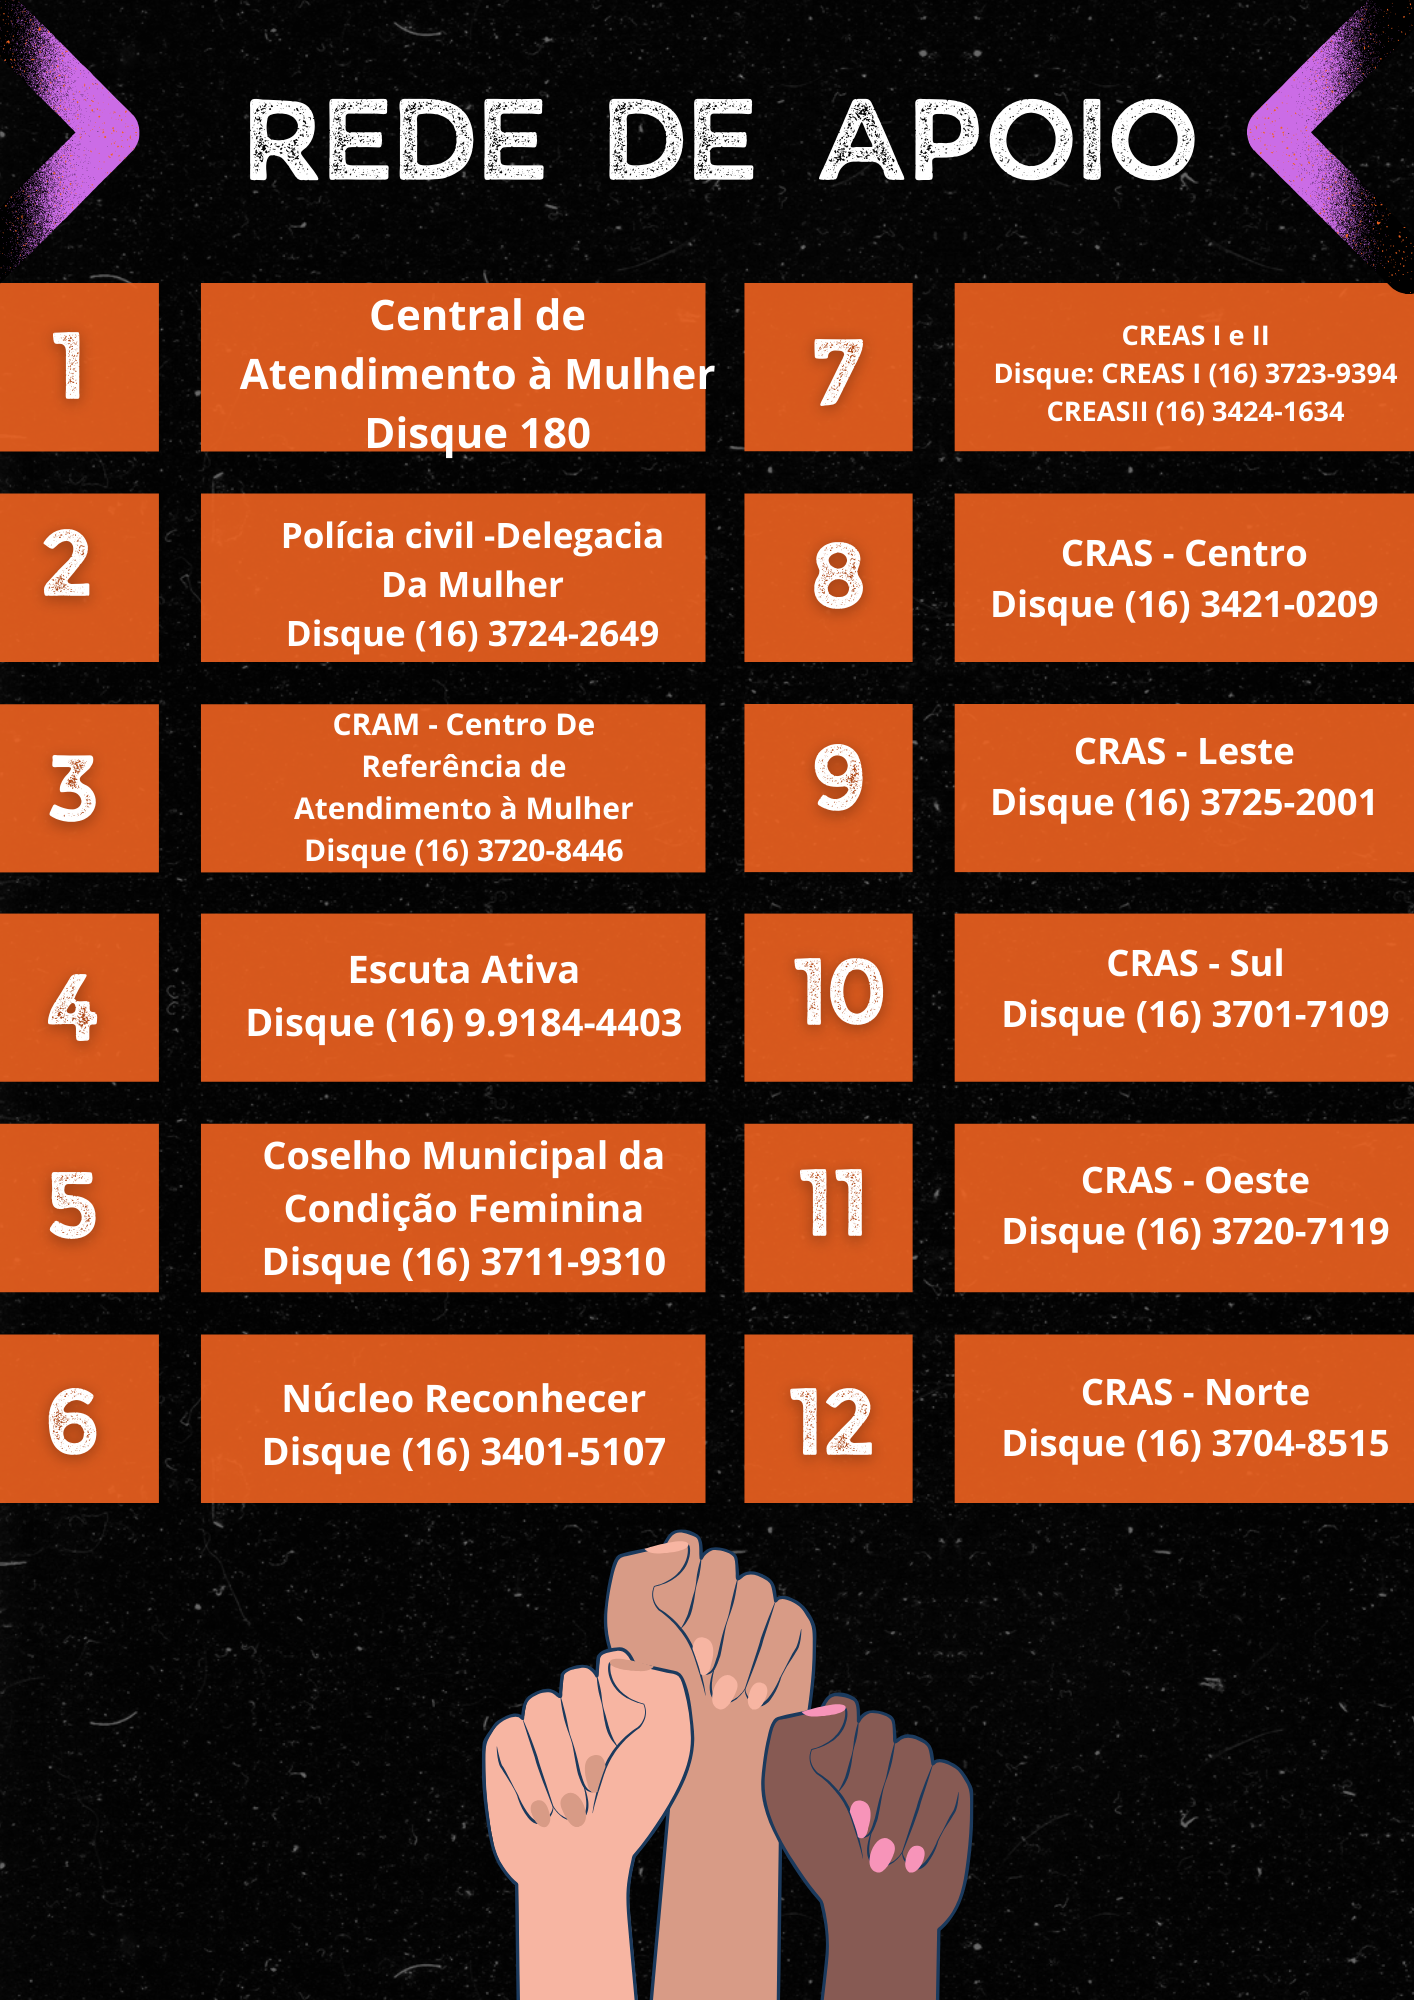 REDE DE APOIO
1
Central de
Atendimento à Mulher
Disque 180
2
Polícia civil -Delegacia
Da Mulher
Disque (16) 3724-2649
3
CRAM - Centro De
Referência de
Atendimento à Mulher
Disque (16) 3720-8446
4
Escuta Ativa
Disque (16) 9.9184-4403
5
Coselho Municipal da
Condição Feminina
Disque (16) 3711-9310
6
Núcleo Reconhecer
Disque (16) 3401-5107
7
CREAS I e II
Disque: CREAS I (16) 3723-9394
CREASII (16) 3424-1634
8
CRAS - Centro
Disque (16) 3421-0209
9
CRAS - Leste
Disque (16) 3725-2001
10
CRAS - Sul
Disque (16) 3701-7109
11
CRAS - Oeste
Disque (16) 3720-7119
12
CRAS - Norte
Disque (16) 3704-8515